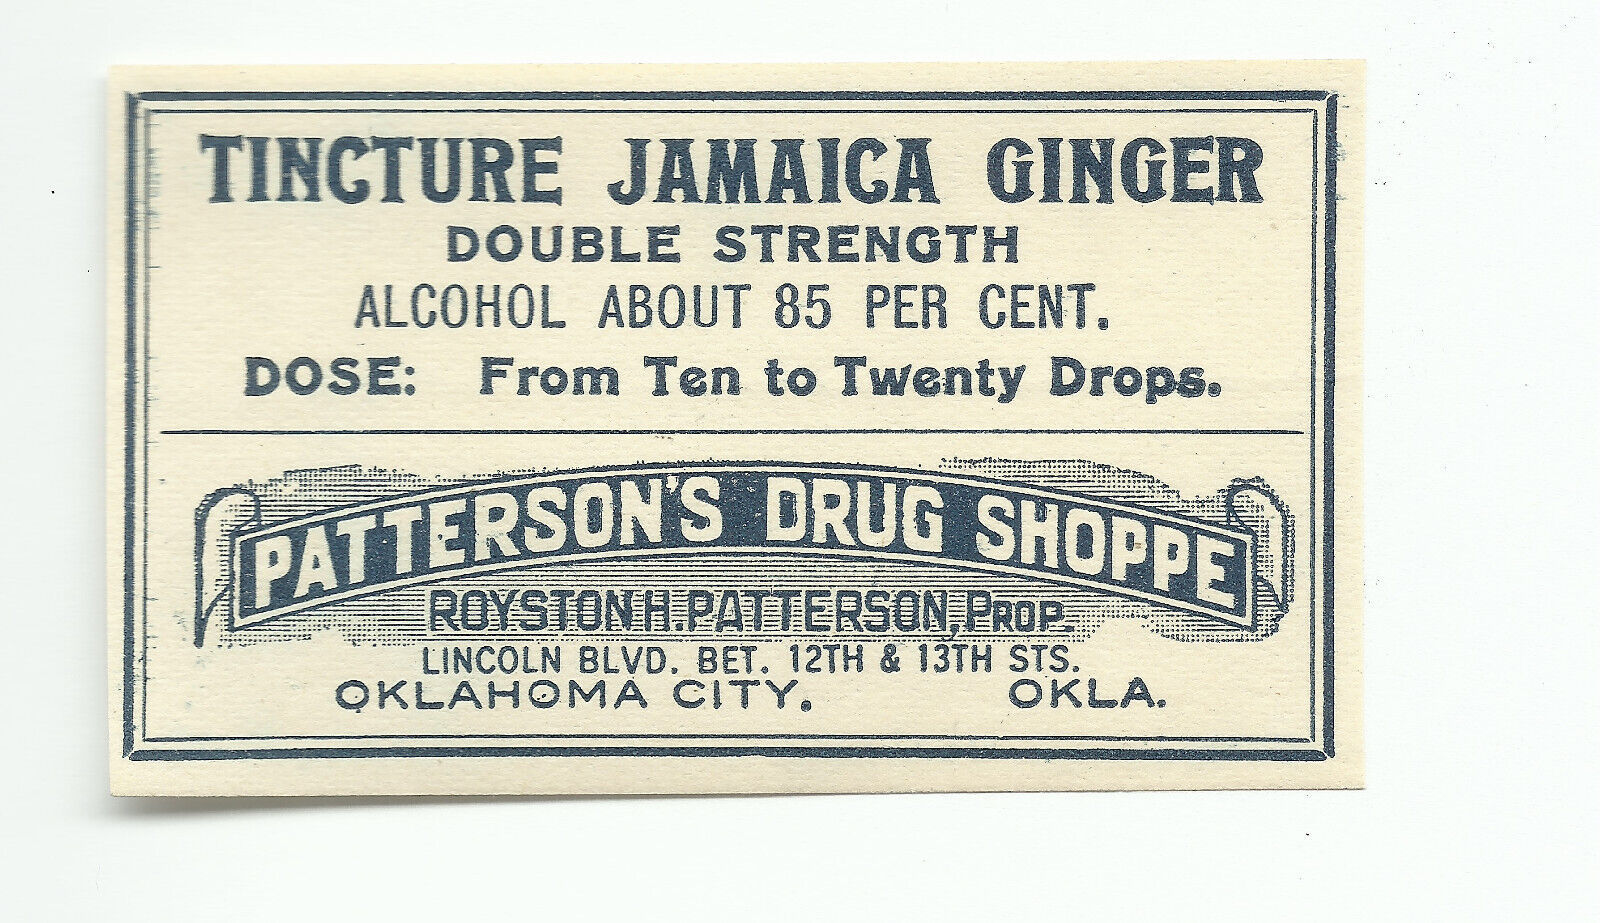 TINCTURE JAMAICA GINGER
DOUBLE STRENGTH
ALCOHOL ABOUT 85 PER CENT.
DOSE: From Ten to Twenty Drops.
PATTERSON'S DRUG SHOPPE
ROYSTON H. PATTERSON, PROP.
LINCOLN BLVD. BET. 12TH & 13TH STS.
OKLAHOMA CITY. OKLA.